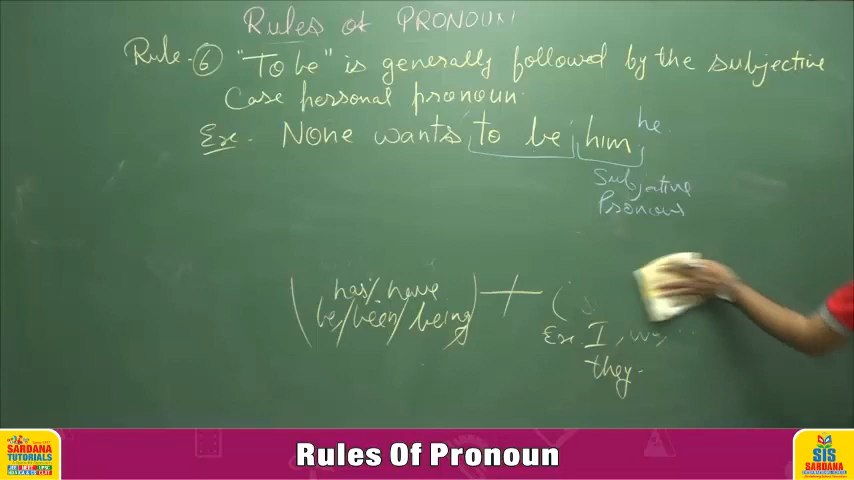 Rules of PRONOUN
Rule. 6 "To be" is generally followed by the subjective
Case personal pronoun.
Ex. None wants to be him he.
Subjective
Pronoun
(has/ have
be/been/ being) + (s
Ex. I, we,
they.
SARDANA
TUTORIALS
Rules Of Pronoun
SIS
SARDANA